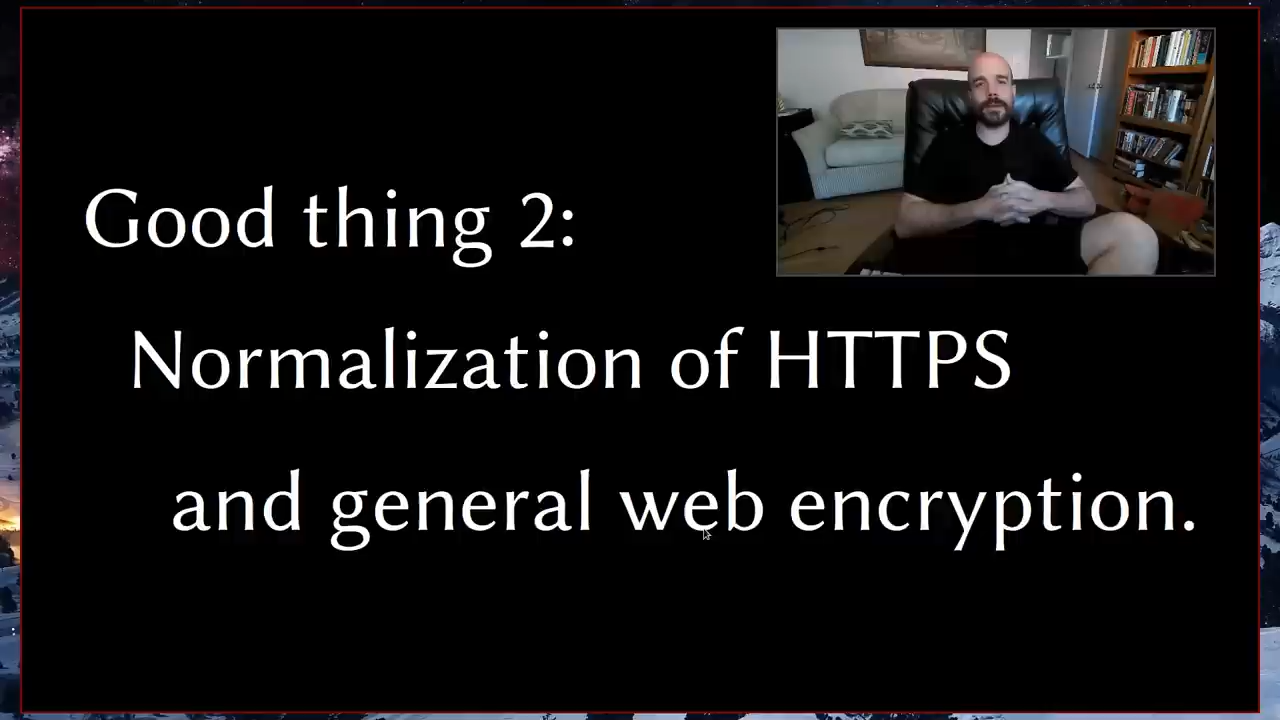 Good thing 2:
Normalization of HTTPS
and general web encryption.